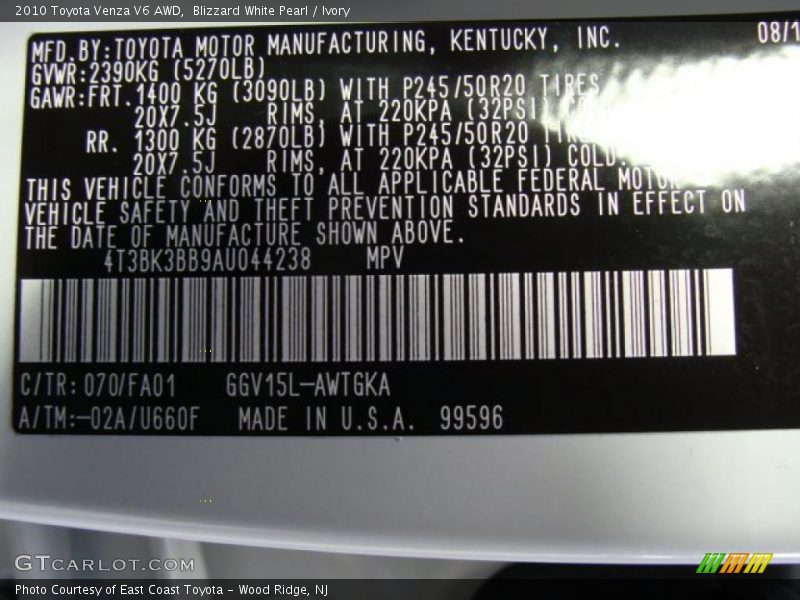 2010 Toyota Venza V6 AWD,  Blizzard White Pearl / Ivory
MFD.BY:TOYOTA MOTOR MANUFACTURING, KENTUCKY, INC. 08/1
GVWR:2390KG (5270LB)
GAWR:FRT.1400 KG (3090LB) WITH P245/50R20 TIRES
20X7.5J RIMS, AT 220KPA (32PSI)
RR. 1300 KG (2870LB) WITH P245/50R20
20X7.5J RIMS, AT 220KPA (32PSI) COLD.
THIS VEHICLE CONFORMS TO ALL APPLICABLE FEDERAL MOTOR
VEHICLE SAFETY AND THEFT PREVENTION STANDARDS IN EFFECT ON
THE DATE OF MANUFACTURE SHOWN ABOVE.
4T3BK3BB9AU044238 MPV
C/TR: 070/FA01 GGV15L-AWTGKA
A/TM:-02A/U660F MADE IN U.S.A. 99596
GTCARLOT.COM
Photo Courtesy of East Coast Toyota - Wood Ridge, NJ